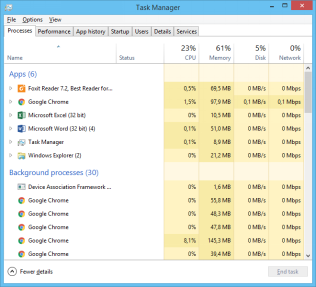 Task Manager
File Options View
Processes Performance App history Startup Users Details Services
23% 61% 5% 0%
Name Status CPU Memory Disk Network
Apps (6)
Foxit Reader 7.2, Best Reader for... 0,5% 89,5 MB 0 MB/s 0 Mbps
Google Chrome 1,5% 97,9 MB 0,1 MB/s 0,1 Mbps
Microsoft Excel (32 bit) 0% 10,5 MB 0 MB/s 0 Mbps
Microsoft Word (32 bit) (4) 0,1% 51,0 MB 0 MB/s 0 Mbps
Task Manager 0,1% 8,9 MB 0 MB/s 0 Mbps
Windows Explorer (2) 0% 21,2 MB 0 MB/s 0 Mbps
Background processes (30)
Device Association Framework ... 0% 1,6 MB 0 MB/s 0 Mbps
Google Chrome 0% 55,8 MB 0 MB/s 0 Mbps
Google Chrome 0% 48,3 MB 0 MB/s 0 Mbps
Google Chrome 0% 47,8 MB 0 MB/s 0 Mbps
Google Chrome 8,1% 145,3 MB 0 MB/s 0 Mbps
Google Chrome 0% 39,4 MB 0 MB/s 0 Mbps
Fewer details End task